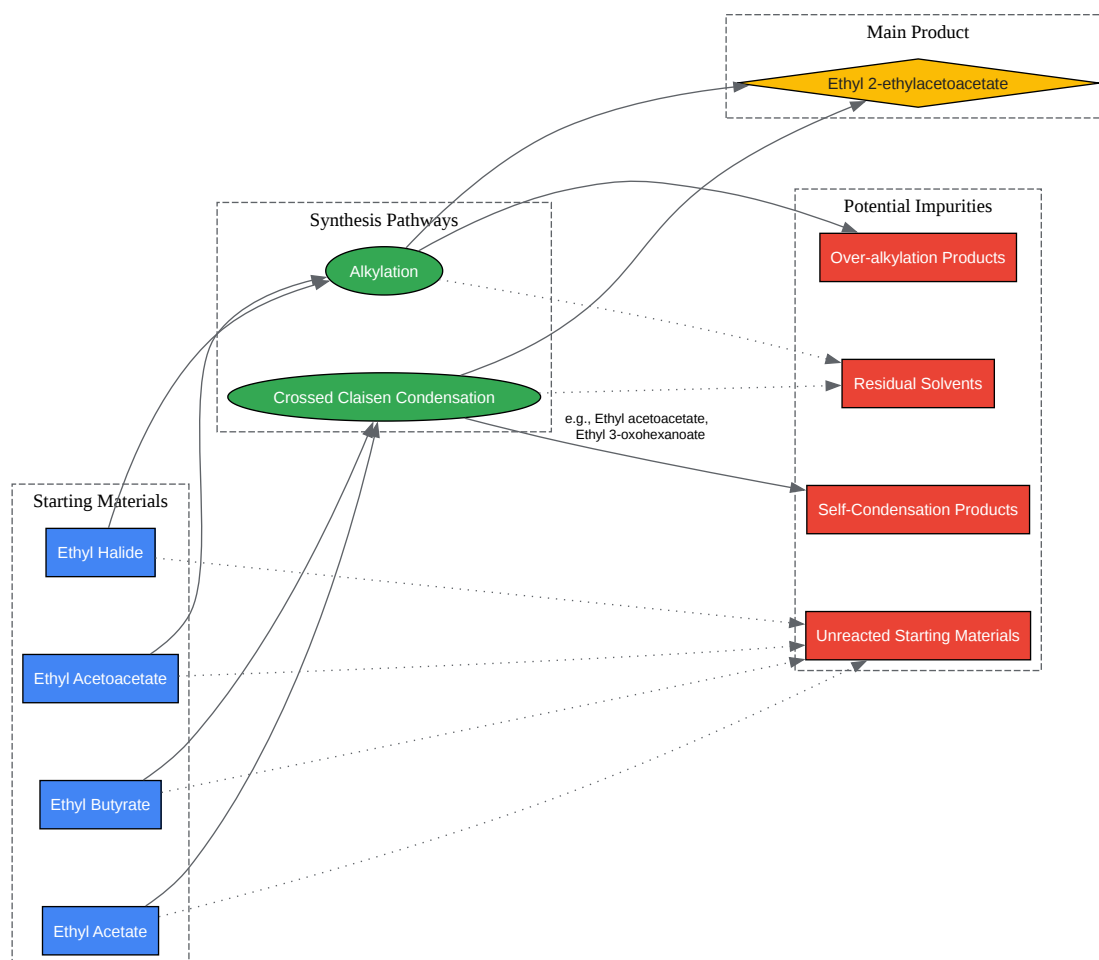 Main Product
Ethyl 2-ethylacetoacetate
Synthesis Pathways
Alkylation
Crossed Claisen Condensation
Potential Impurities
Over-alkylation Products
Residual Solvents
e.g., Ethyl acetoacetate,
Ethyl 3-oxohexanoate
Self-Condensation Products
Unreacted Starting Materials
Starting Materials
Ethyl Halide
Ethyl Acetoacetate
Ethyl Butyrate
Ethyl Acetate